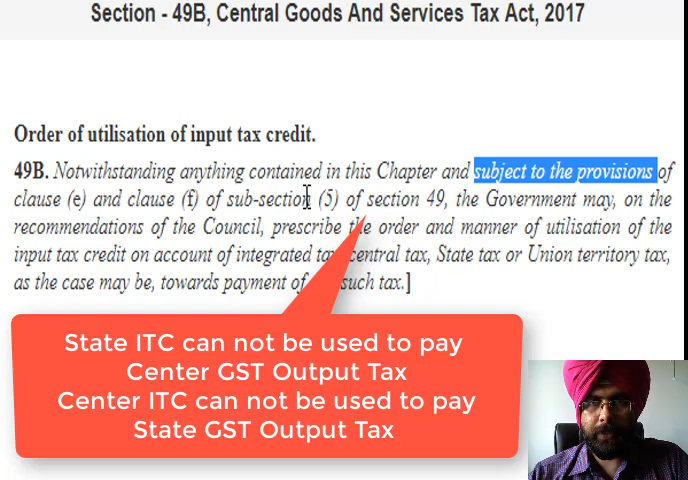 Section - 49B, Central Goods And Services Tax Act, 2017
Order of utilisation of input tax credit.
49B. Notwithstanding anything contained in this Chapter and subject to the provisions of
clause (e) and clause (f) of sub-section (5) of section 49, the Government may, on the
recommendations of the Council, prescribe the order and manner of utilisation of the
input tax credit on account of integrated central tax, State tax or Union territory tax,
as the case may be, towards payment of such tax.]
State ITC can not be used to pay
Center GST Output Tax
Center ITC can not be used to pay
State GST Output Tax